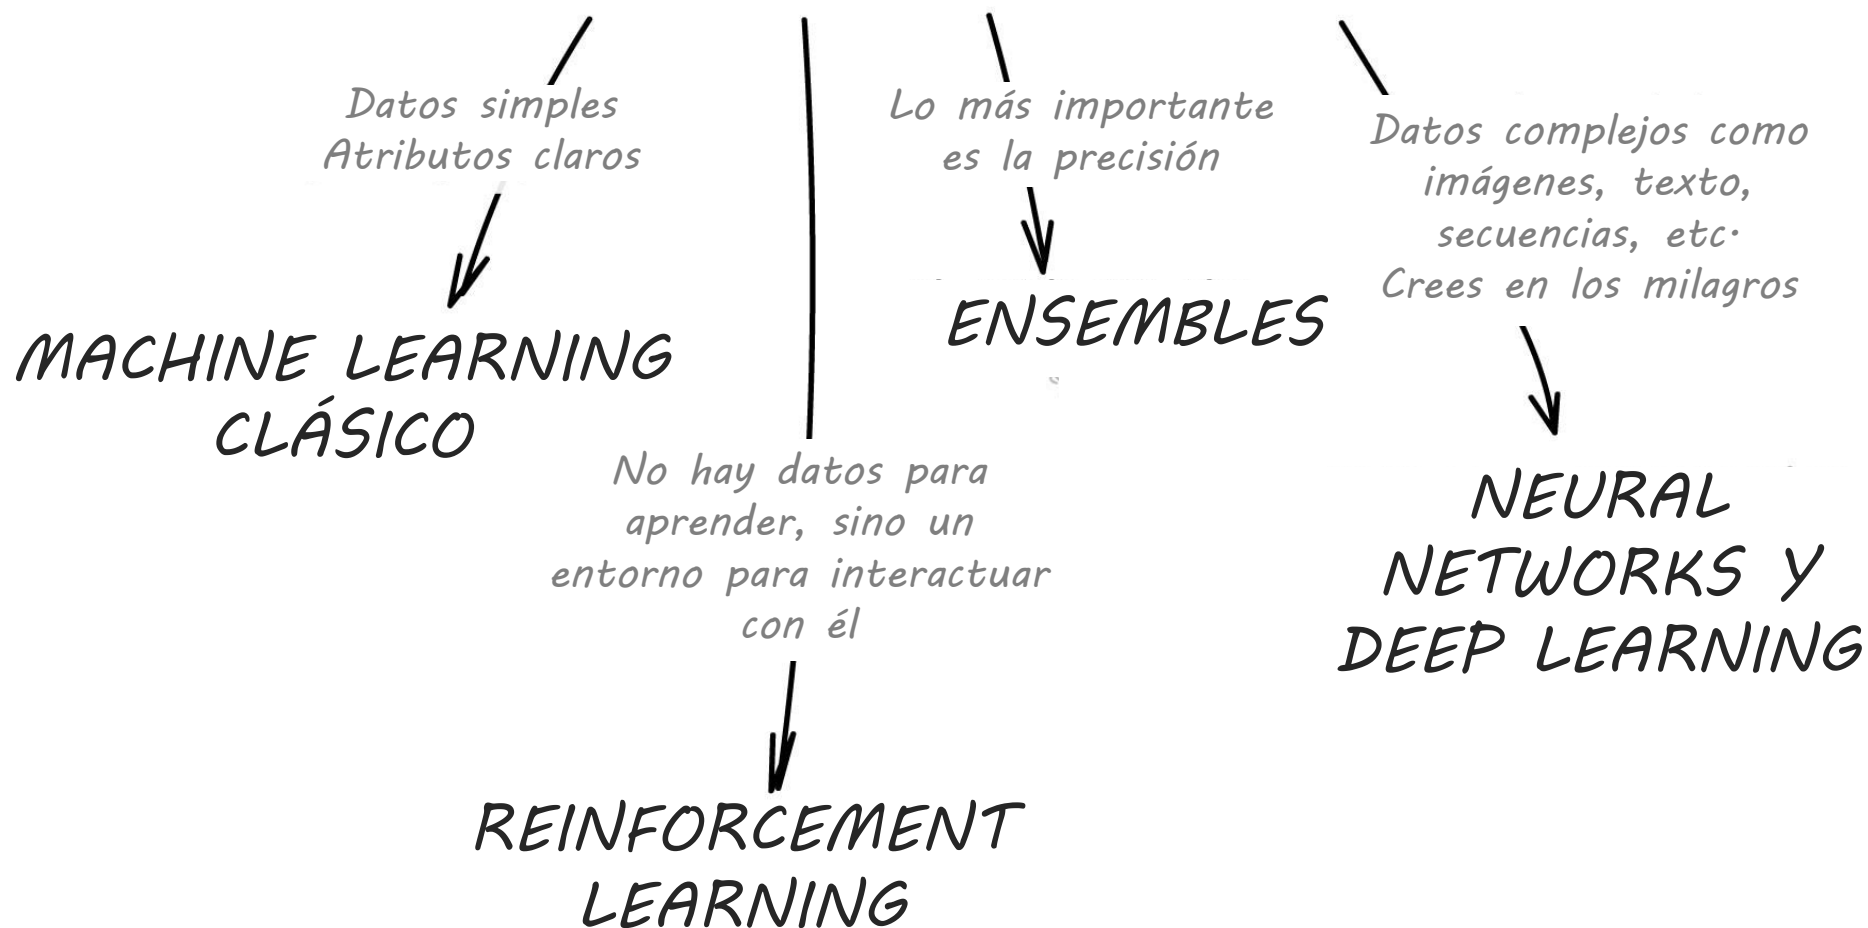 Datos simples
Atributos claros
MACHINE LEARNING
CLÁSICO
No hay datos para
aprender, sino un
entorno para interactuar
con él
REINFORCEMENT
LEARNING
Lo más importante
es la precisión
ENSEMBLES
Datos complejos como
imágenes, texto,
secuencias, etc.
Crees en los milagros
NEURAL
NETWORKS Y
DEEP LEARNING